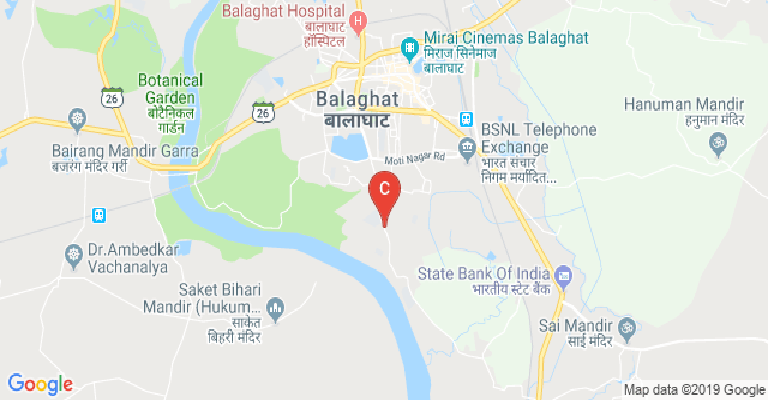 Balaghat Hospital
बालाघाट
हॉस्पिटल
Miraj Cinemas Balaghat
मिराज सिनेमाज
बालाघाट
Botanical
Garden
बोटैनिकल
गार्डन
26
26
Balaghat
बालाघाट
Hanuman Mandir
हनुमान मंदिर
BSNL Telephone
Exchange
भारत संचार
निगम मर्यादित...
Bajrang Mandir Garra
बजरंग मंदिर गर्रा
Moti Nagar Rd
C
Dr.Ambedkar
Vachanalya
State Bank Of India
भारतीय स्टेट बैंक
Saket Bihari
Mandir (Hukum...
साकेत
बिहरी मंदिर
Sai Mandir
साई मंदिर
Google
Map data ©2019 Google